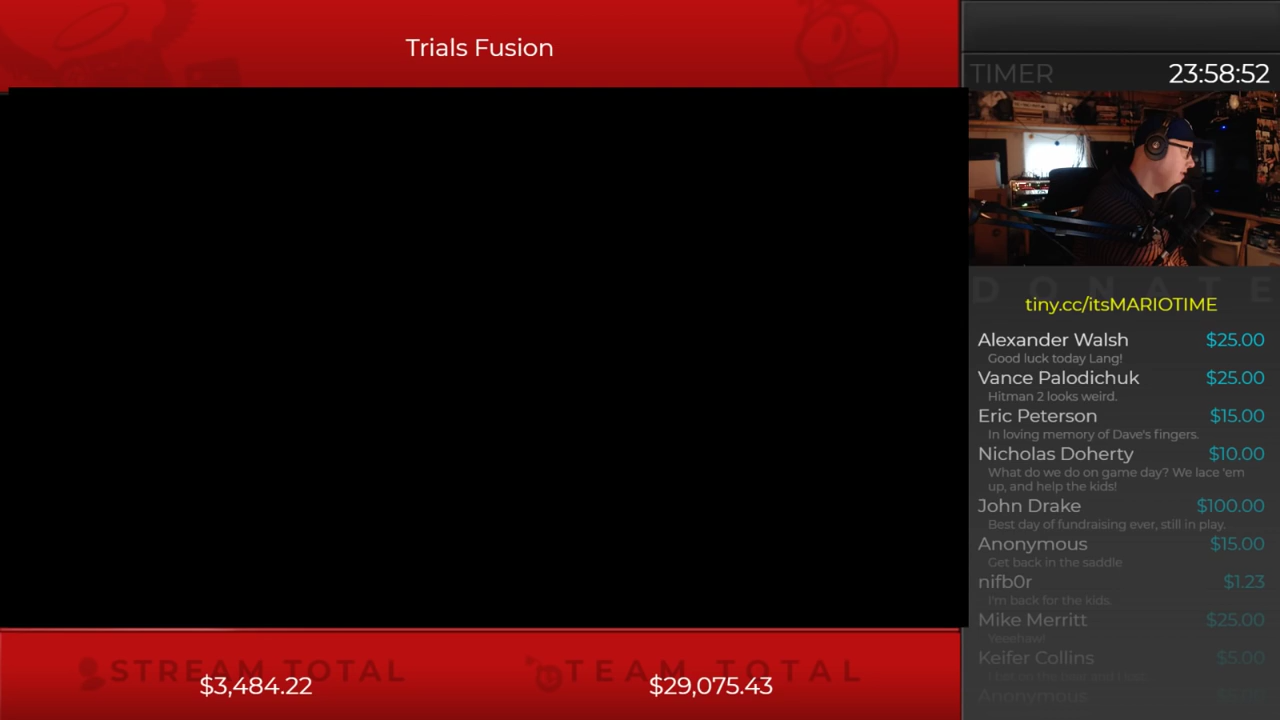 Trials Fusion
TIMER
23:58:52
DONATE
tiny.cc/itsMARIOTIME
Alexander Walsh $25.00
Good luck today Lang!
Vance Palodichuk $25.00
Hitman 2 looks weird.
Eric Peterson $15.00
In loving memory of Dave's fingers.
Nicholas Doherty $10.00
What do we do on game day? We lace 'em
up, and help the kids!
John Drake $100.00
Best day of fundraising ever, still in play.
Anonymous $15.00
Get back in the saddle
nifb0r $1.23
I'm back for the kids.
Mike Merritt $25.00
Yeeehaw!
Keifer Collins $5.00
Anonymous
STREAM TOTAL
$3,484.22
TEAM TOTAL
$29,075.43